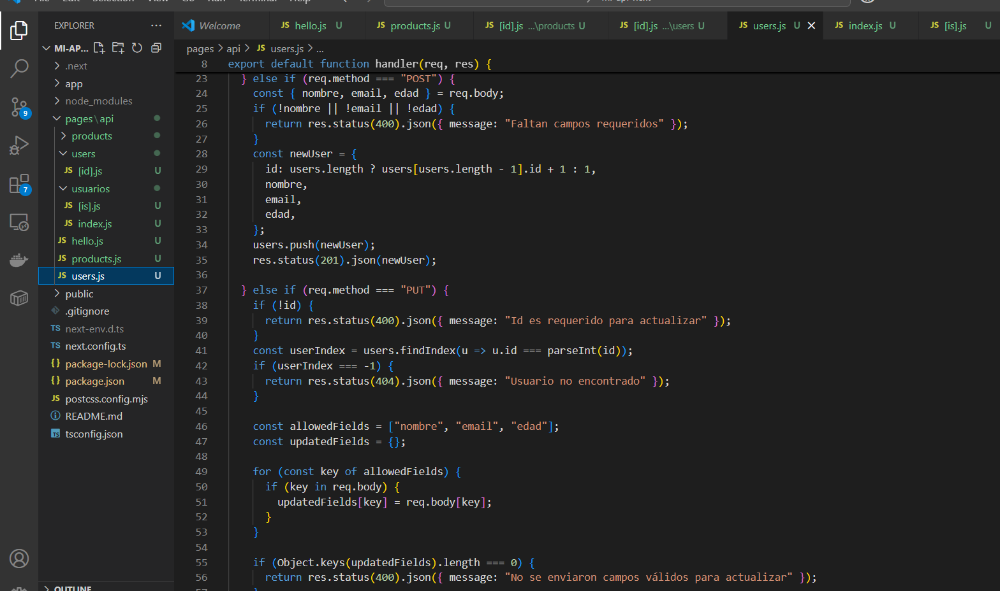 File Edit Selection View Go Run Terminal Help
EXPLORER ...
Welcome
JS hello.js U
JS products.js U
JS [id].js ...\products U
JS [id].js ...\users U
JS users.js U
JS index.js U
JS [is].js U
MI-AP...
.next
app
node_modules
pages\api
products
users
JS [id].js U
usuarios
JS [is].js U
JS index.js U
JS hello.js U
JS products.js U
JS users.js U
public
.gitignore
TS next-env.d.ts
TS next.config.ts
{} package-lock.json M
{} package.json M
JS postcss.config.mjs
README.md
TS tsconfig.json
OUTLINE
9
7
pages > api > JS users.js > ...
8 export default function handler(req, res) {
23 } else if (req.method === "POST") {
24 const { nombre, email, edad } = req.body;
25 if (!nombre || !email || !edad) {
26 return res.status(400).json({ message: "Faltan campos requeridos" });
27 }
28 const newUser = {
29 id: users.length ? users[users.length - 1].id + 1 : 1,
30 nombre,
31 email,
32 edad,
33 };
34 users.push(newUser);
35 res.status(201).json(newUser);
36
37 } else if (req.method === "PUT") {
38 if (!id) {
39 return res.status(400).json({ message: "Id es requerido para actualizar" });
40 }
41 const userIndex = users.findIndex(u => u.id === parseInt(id));
42 if (userIndex === -1) {
43 return res.status(404).json({ message: "Usuario no encontrado" });
44 }
45
46 const allowedFields = ["nombre", "email", "edad"];
47 const updatedFields = {};
48
49 for (const key of allowedFields) {
50 if (key in req.body) {
51 updatedFields[key] = req.body[key];
52 }
53 }
54
55 if (Object.keys(updatedFields).length === 0) {
56 return res.status(400).json({ message: "No se enviaron campos válidos para actualizar" });
57 }